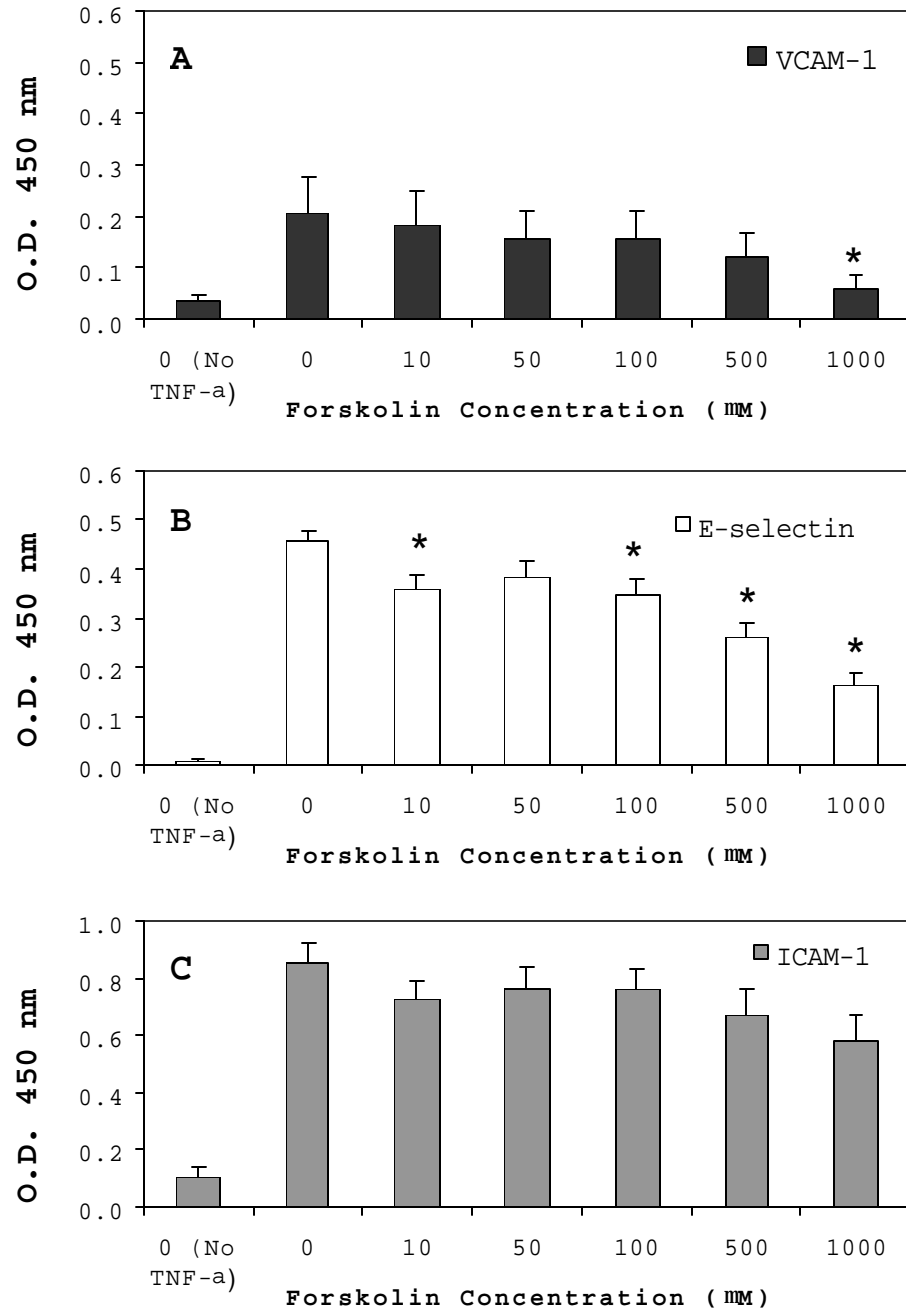 0.6
A
VCAM-1
0.5
0.4
0.3
0.2
0.1
0.0
O.D. 450 nm
*
0 (No TNF-a)
0
10
50
100
500
1000
Forskolin Concentration (mM)
0.6
B
E-selectin
0.5
0.4
0.3
0.2
0.1
0.0
O.D. 450 nm
*
*
*
*
0 (No TNF-a)
0
10
50
100
500
1000
Forskolin Concentration (mM)
1.0
C
ICAM-1
0.8
0.6
0.4
0.2
0.0
O.D. 450 nm
0 (No TNF-a)
0
10
50
100
500
1000
Forskolin Concentration (mM)